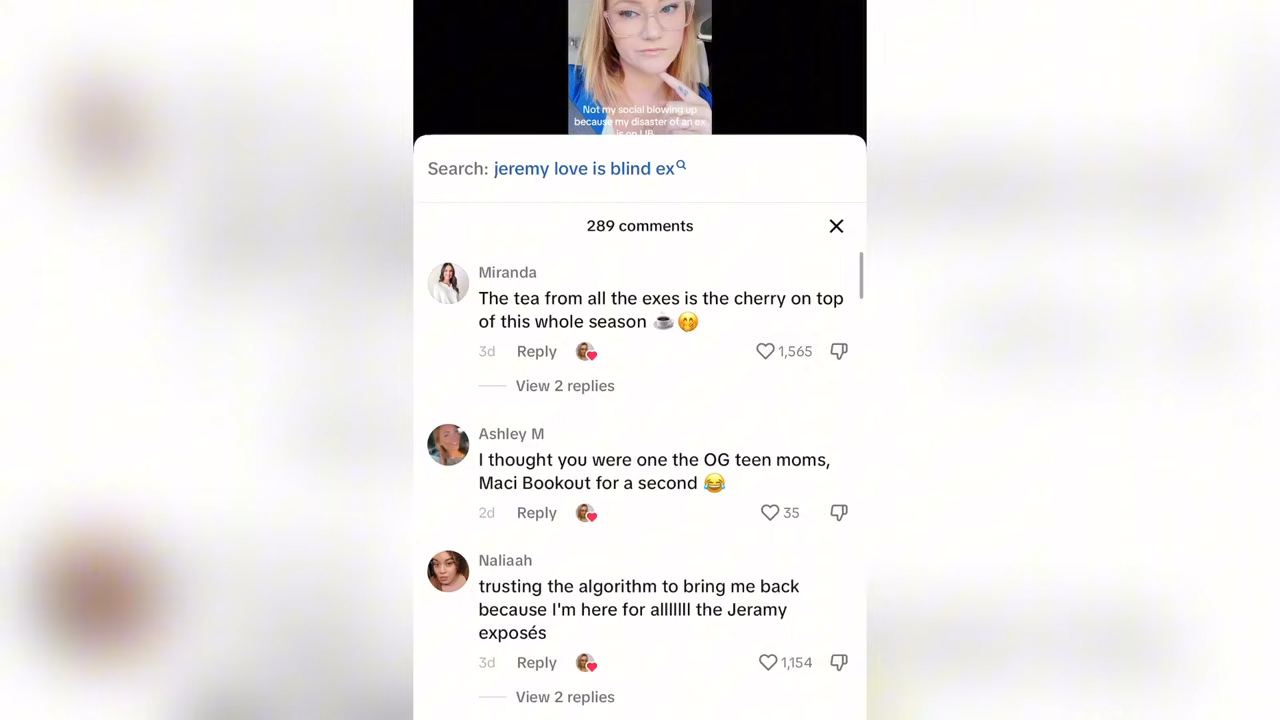 Not my social blowing up
because my disaster of an ex
is on LIB.
Search: jeremy love is blind ex
289 comments
Miranda
The tea from all the exes is the cherry on top
of this whole season ☕🤭
3d Reply 1,565
View 2 replies
Ashley M
I thought you were one the OG teen moms,
Maci Bookout for a second 😂
2d Reply 35
Naliaah
trusting the algorithm to bring me back
because I'm here for alllllll the Jeramy
exposés
3d Reply 1,154
View 2 replies